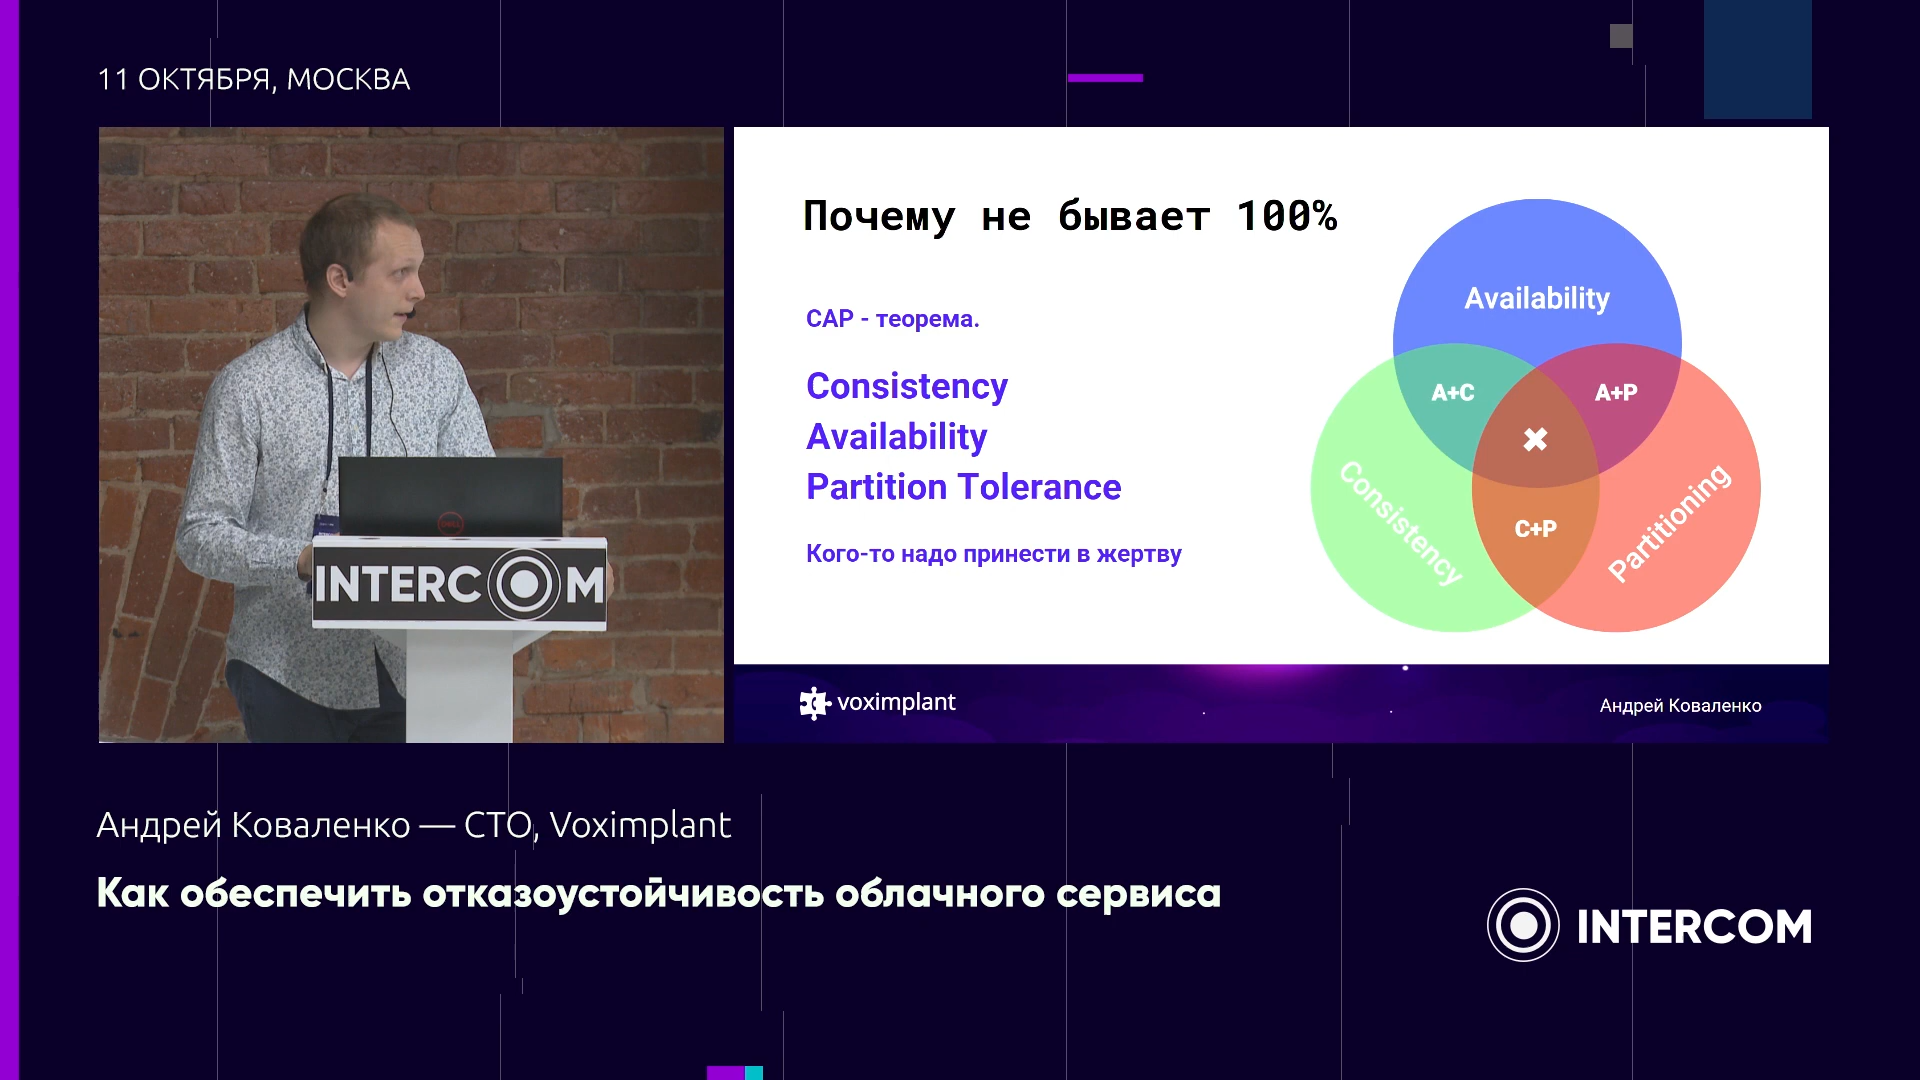 11 ОКТЯБРЯ, МОСКВА
Почему не бывает 100%
CAP - теорема.
Consistency
Availability
Partition Tolerance
Кого-то надо принести в жертву
Availability
A+C
A+P
Consistency
C+P
Partitioning
voximplant
Андрей Коваленко
DELL
INTERCOM
Андрей Коваленко — CTO, Voximplant
Как обеспечить отказоустойчивость облачного сервиса
INTERCOM